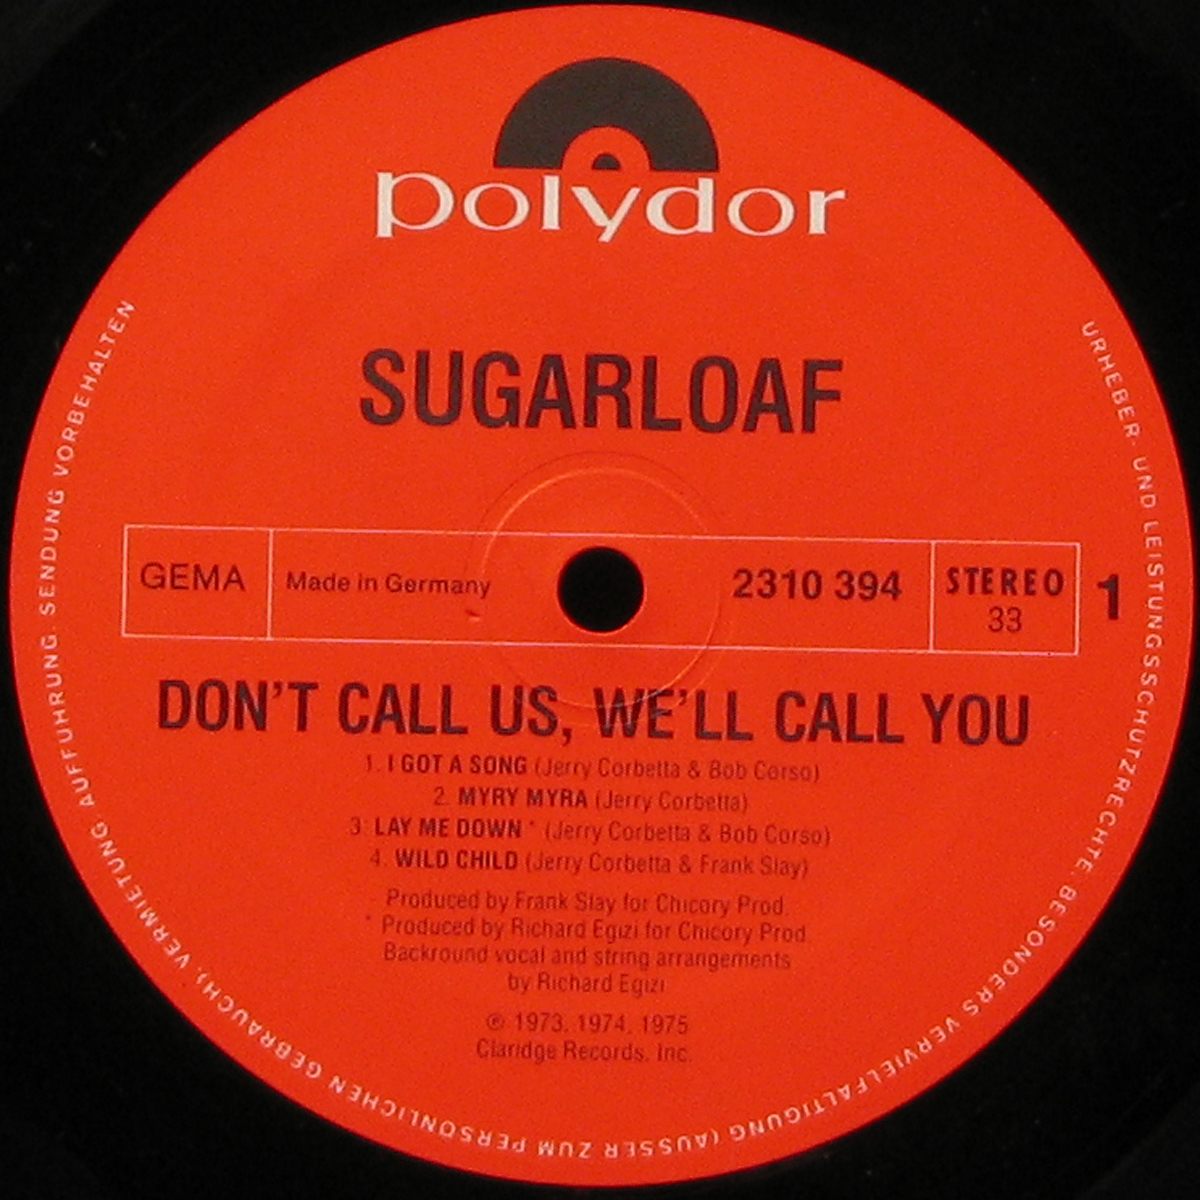 polydor
SUGARLOAF
GEMA
Made in Germany
2310 394
STEREO
33
1
DON'T CALL US, WE'LL CALL YOU
1. I GOT A SONG (Jerry Corbetta & Bob Corso)
2. MYRY MYRA (Jerry Corbetta)
3. LAY ME DOWN * (Jerry Corbetta & Bob Corso)
4. WILD CHILD (Jerry Corbetta & Frank Slay)
Produced by Frank Slay for Chicory Prod.
* Produced by Richard Egizi for Chicory Prod.
Backround vocal and string arrangements
by Richard Egizi
℗ 1973, 1974, 1975
Claridge Records, Inc.
URHEBER- UND LEISTUNGSSCHUTZRECHTE, BESONDERS VERVIELFÄLTIGUNG (AUSSER ZUM PERSÖNLICHEN GEBRAUCH), VERMIETUNG, AUFFÜHRUNG, SENDUNG VORBEHALTEN